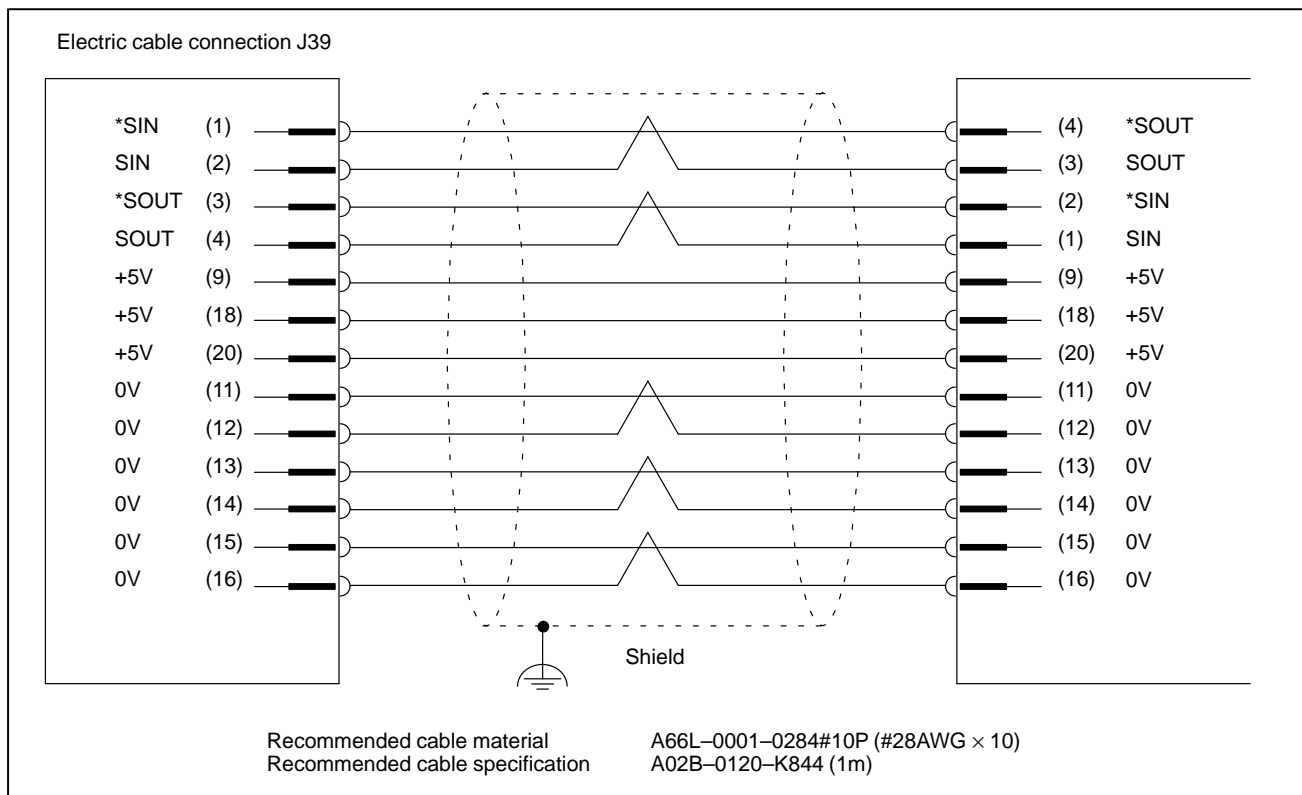 Electric cable connection J39
*SIN (1) (4) *SOUT
SIN (2) (3) SOUT
*SOUT (3) (2) *SIN
SOUT (4) (1) SIN
+5V (9) (9) +5V
+5V (18) (18) +5V
+5V (20) (20) +5V
0V (11) (11) 0V
0V (12) (12) 0V
0V (13) (13) 0V
0V (14) (14) 0V
0V (15) (15) 0V
0V (16) (16) 0V
Shield
Recommended cable material A66L–0001–0284#10P (#28AWG × 10)
Recommended cable specification A02B–0120–K844 (1m)